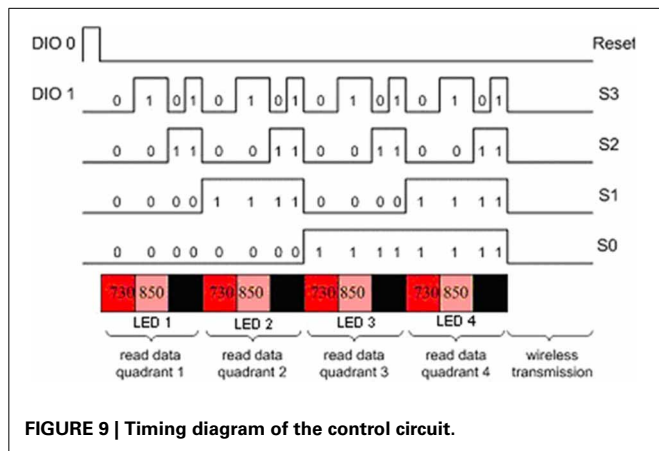 DIO 0 Reset
DIO 1 0 1 0 1 0 1 0 1 0 1 0 1 0 1 0 1 S3
0 0 1 1 0 0 1 1 0 0 1 1 0 0 1 1 S2
0 0 0 0 1 1 1 1 0 0 0 0 1 1 1 1 S1
0 0 0 0 0 0 0 0 1 1 1 1 1 1 1 1 S0
730 850 730 850 730 850 730 850
LED 1 LED 2 LED 3 LED 4
read data read data read data read data wireless
quadrant 1 quadrant 2 quadrant 3 quadrant 4 transmission
FIGURE 9 | Timing diagram of the control circuit.